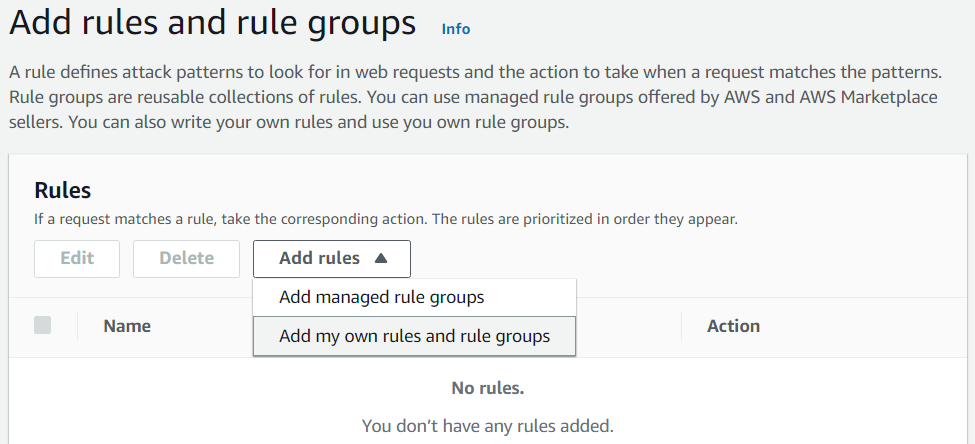 Add rules and rule groups Info
A rule defines attack patterns to look for in web requests and the action to take when a request matches the patterns.
Rule groups are reusable collections of rules. You can use managed rule groups offered by AWS and AWS Marketplace
sellers. You can also write your own rules and use you own rule groups.
Rules
If a request matches a rule, take the corresponding action. The rules are prioritized in order they appear.
Edit Delete Add rules
Add managed rule groups
Name Action
Add my own rules and rule groups
No rules.
You don’t have any rules added.